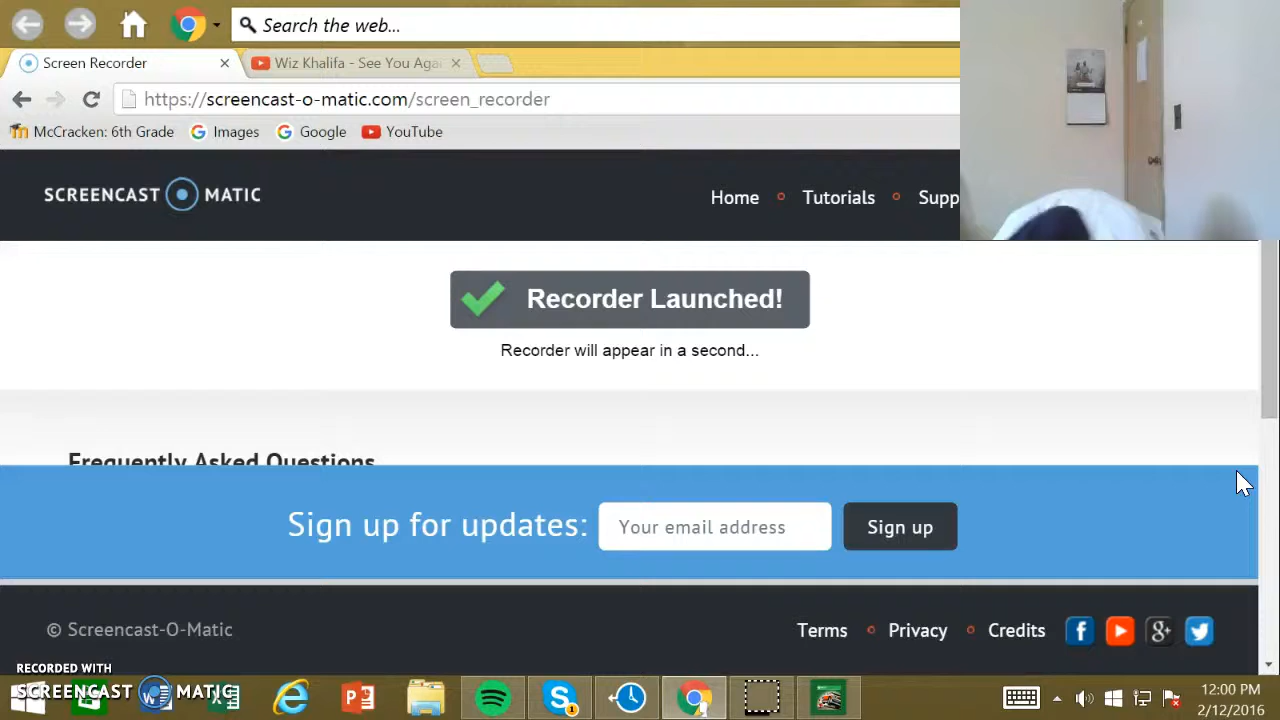 Search the web...
Screen Recorder
Wiz Khalifa - See You Aga
https://screencast-o-matic.com/screen_recorder
McCracken: 6th Grade
Images
Google
YouTube
SCREENCAST MATIC
Home
Tutorials
Supp
Recorder Launched!
Recorder will appear in a second...
Frequently Asked Questions
Sign up for updates:
Your email address
Sign up
© Screencast-O-Matic
Terms
Privacy
Credits
RECORDED WITH
SCREENCAST MATIC
12:00 PM
2/12/2016